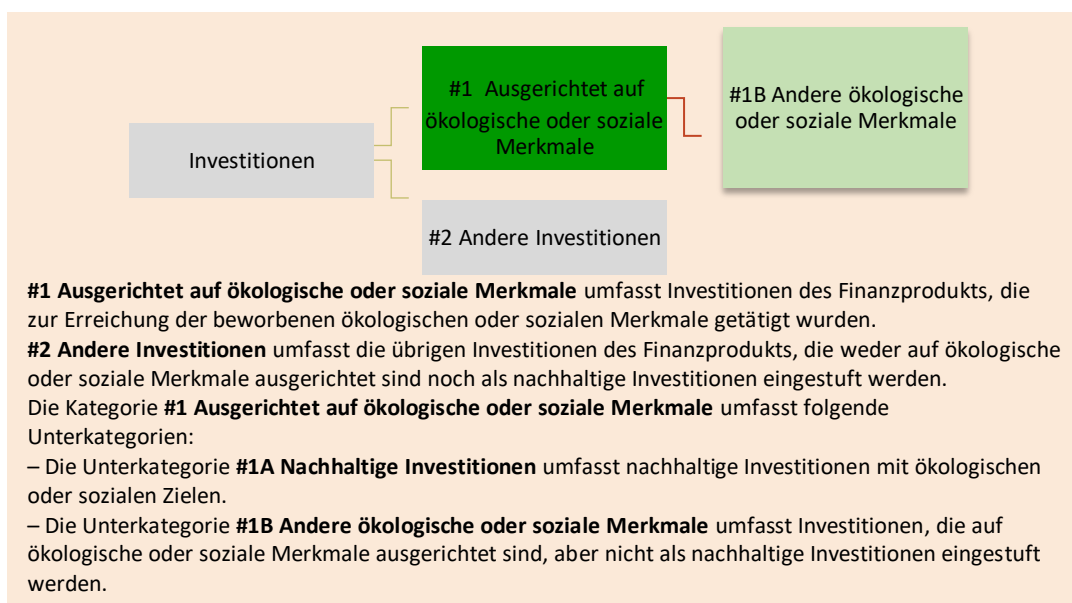 #1 Ausgerichtet auf
ökologische oder soziale
Merkmale
#1B Andere ökologische
oder soziale Merkmale
Investitionen
#2 Andere Investitionen
#1 Ausgerichtet auf ökologische oder soziale Merkmale umfasst Investitionen des Finanzprodukts, die
zur Erreichung der beworbenen ökologischen oder sozialen Merkmale getätigt wurden.
#2 Andere Investitionen umfasst die übrigen Investitionen des Finanzprodukts, die weder auf ökologische
oder soziale Merkmale ausgerichtet sind noch als nachhaltige Investitionen eingestuft werden.
Die Kategorie #1 Ausgerichtet auf ökologische oder soziale Merkmale umfasst folgende
Unterkategorien:
– Die Unterkategorie #1A Nachhaltige Investitionen umfasst nachhaltige Investitionen mit ökologischen
oder sozialen Zielen.
– Die Unterkategorie #1B Andere ökologische oder soziale Merkmale umfasst Investitionen, die auf
ökologische oder soziale Merkmale ausgerichtet sind, aber nicht als nachhaltige Investitionen eingestuft
werden.